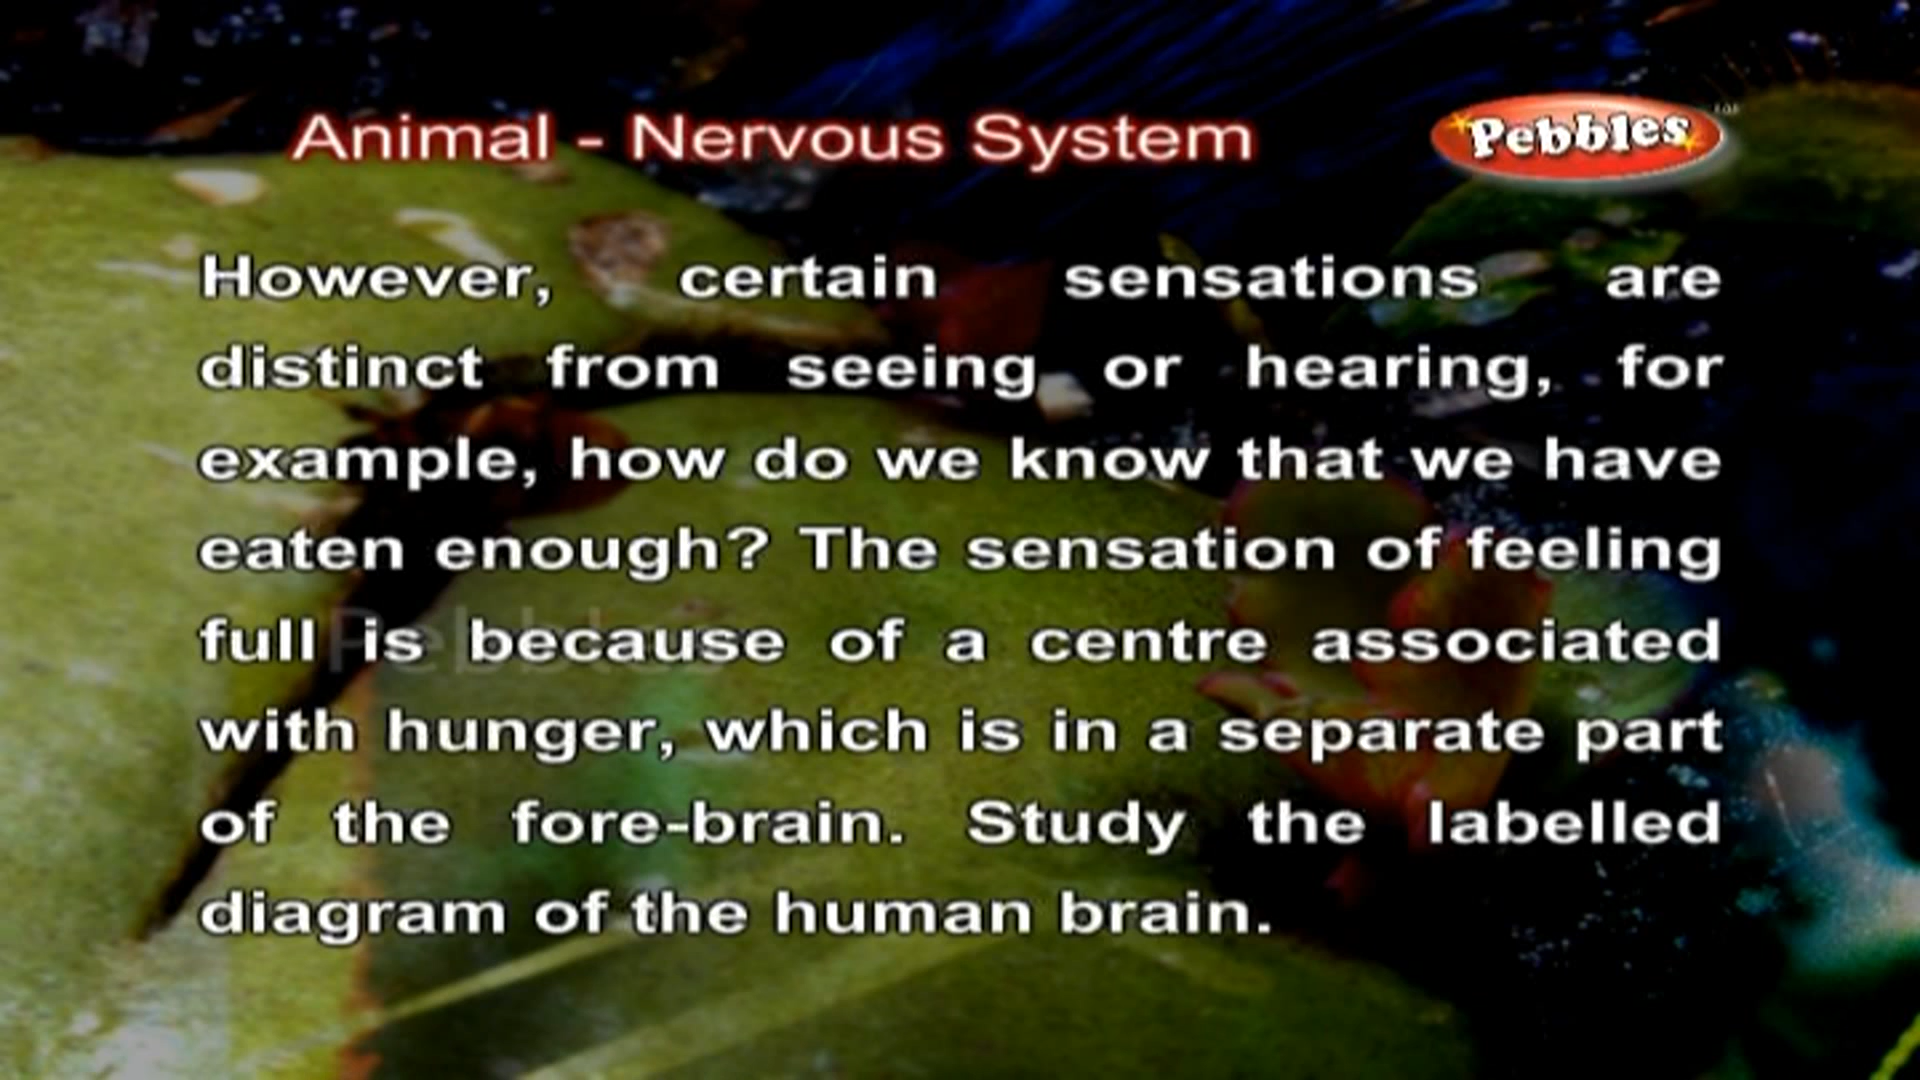 Animal - Nervous System
Pebbles
However, certain sensations are
distinct from seeing or hearing, for
example, how do we know that we have
eaten enough? The sensation of feeling
full is because of a centre associated
with hunger, which is in a separate part
of the fore-brain. Study the labelled
diagram of the human brain.